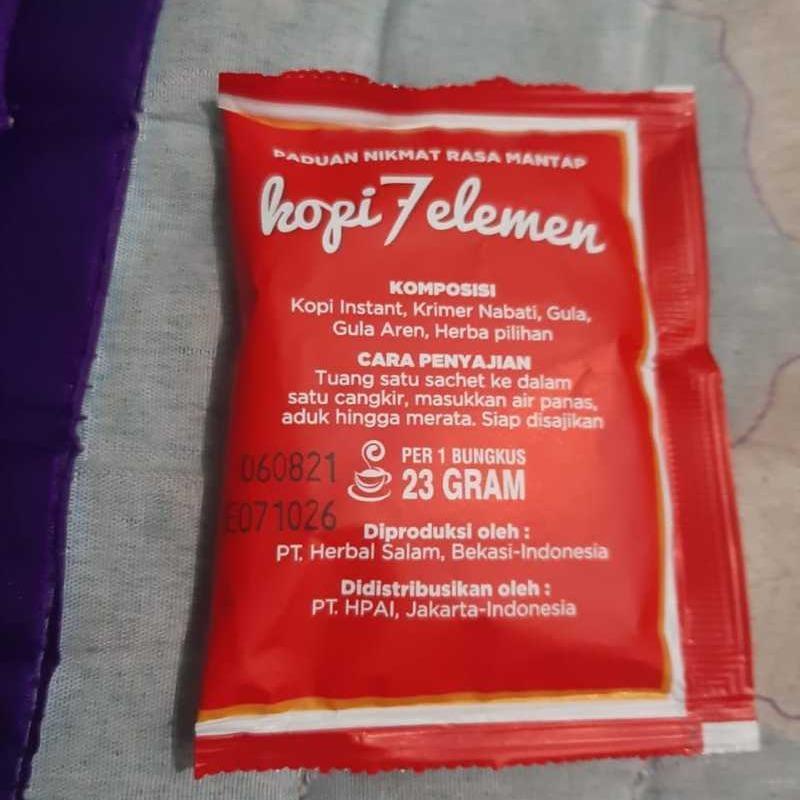 PADUAN NIKMAT RASA MANTAP
kopi 7 elemen
KOMPOSISI
Kopi Instant, Krimer Nabati, Gula,
Gula Aren, Herba pilihan
CARA PENYAJIAN
Tuang satu sachet ke dalam
satu cangkir, masukkan air panas,
aduk hingga merata. Siap disajikan
PER 1 BUNGKUS
23 GRAM
060821
E071026
Diproduksi oleh :
PT. Herbal Salam, Bekasi-Indonesia
Didistribusikan oleh :
PT. HPAI, Jakarta-Indonesia